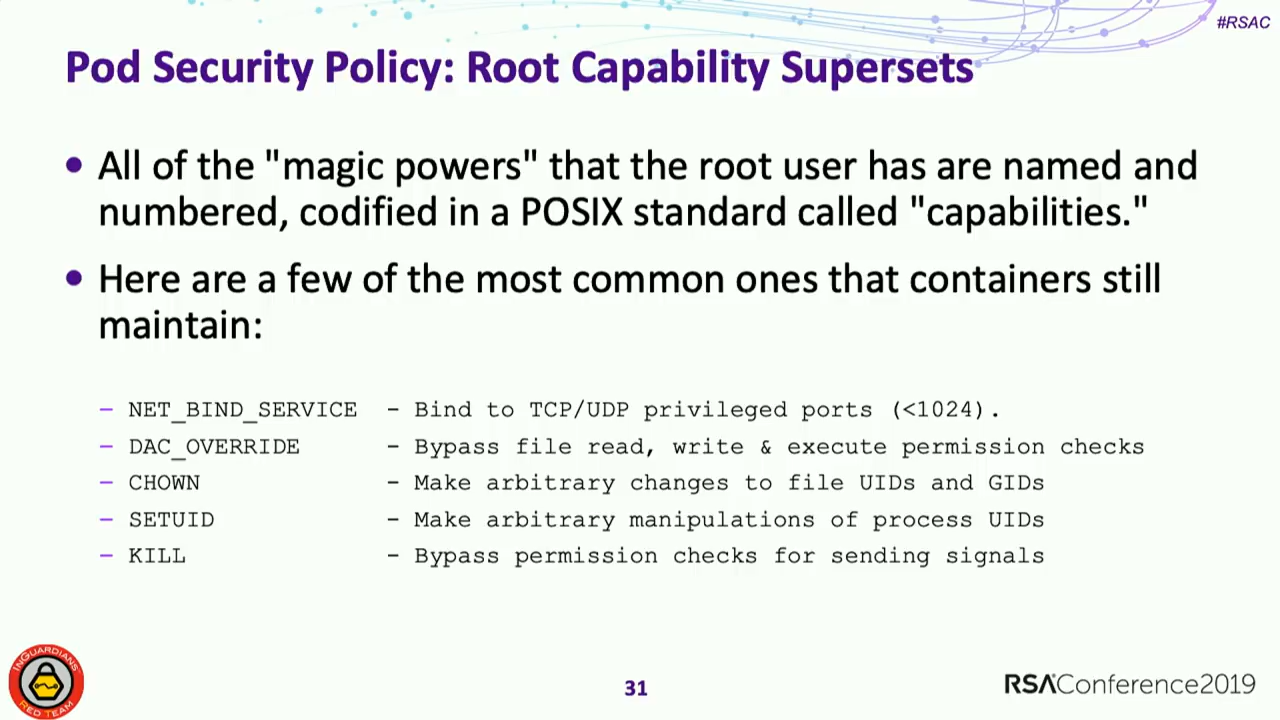 #RSAC
Pod Security Policy: Root Capability Supersets
• All of the "magic powers" that the root user has are named and
numbered, codified in a POSIX standard called "capabilities."
• Here are a few of the most common ones that containers still
maintain:
– NET_BIND_SERVICE - Bind to TCP/UDP privileged ports (<1024).
– DAC_OVERRIDE - Bypass file read, write & execute permission checks
– CHOWN - Make arbitrary changes to file UIDs and GIDs
– SETUID - Make arbitrary manipulations of process UIDs
– KILL - Bypass permission checks for sending signals
INGUARDIANS
RED TEAM
31
RSAConference2019